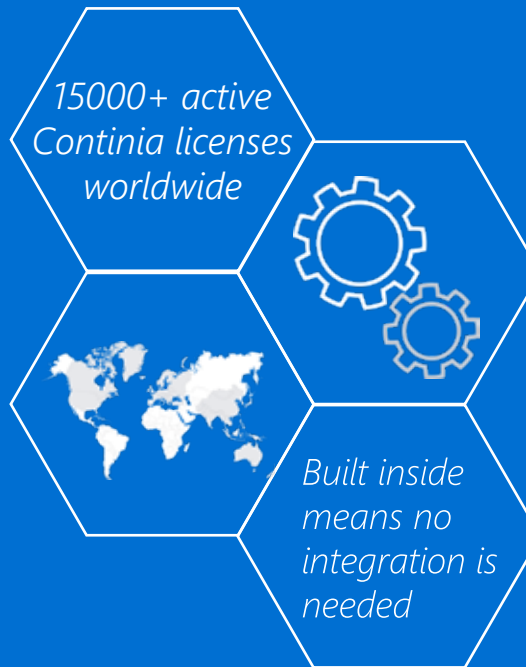 15000+ active
Continia licenses
worldwide
Built inside
means no
integration is
needed